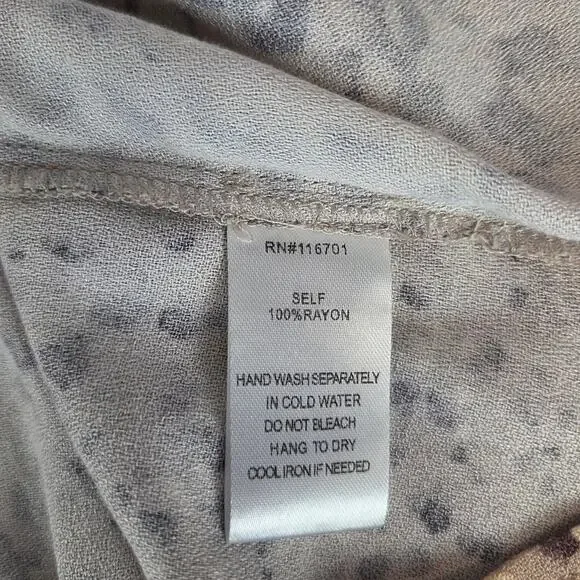 RN#116701
SELF
100%RAYON
HAND WASH SEPARATELY
IN COLD WATER
DO NOT BLEACH
HANG TO DRY
COOL IRON IF NEEDED